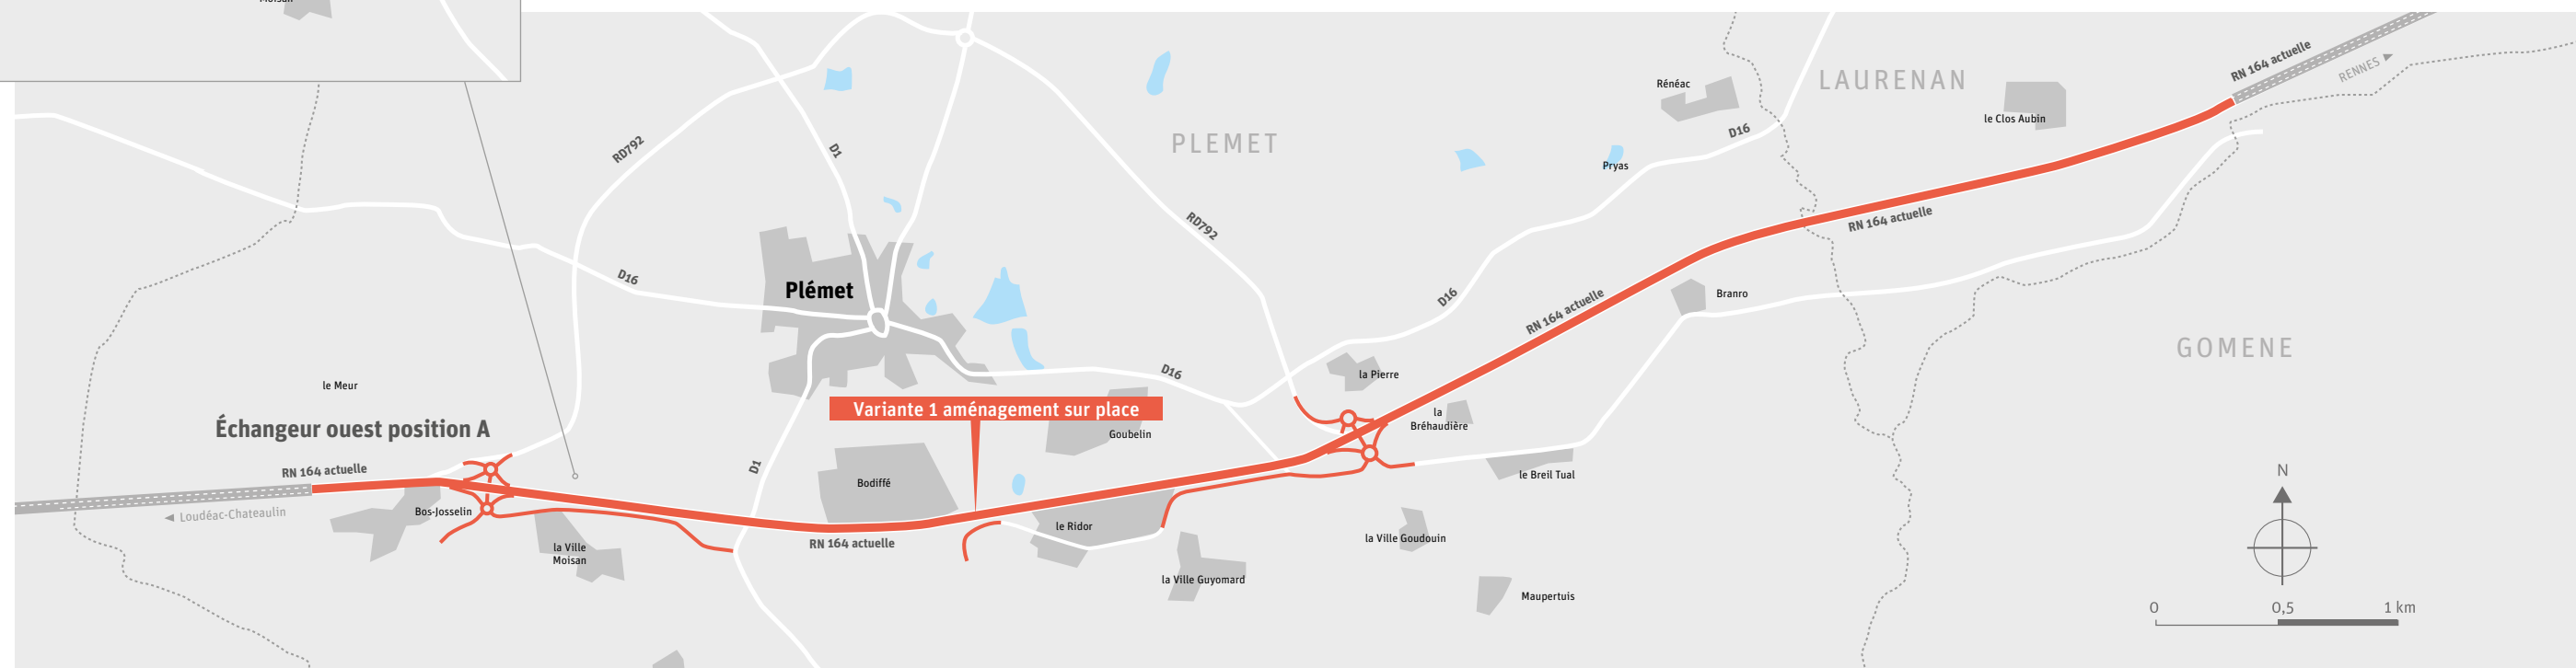 Moisan
RN 164 actuelle
RENNES
LAURENAN
Rénéac
le Clos Aubin
D16
PLEMET
RD792
D1
Pryas
RD792
RN 164 actuelle
D16
Plémet
D16
RN 164 actuelle
Branro
GOMENE
D16
la Pierre
le Meur
Variante 1 aménagement sur place
la
Bréhaudière
Échangeur ouest position A
Goubelin
RN 164 actuelle
D1
Bodiffé
le Breil Tual
N
Loudéac-Chateaulin
Bos-Josselin
le Ridor
la Ville Goudouin
RN 164 actuelle
la Ville
Moisan
la Ville Guyomard
Maupertuis
0 0,5 1 km